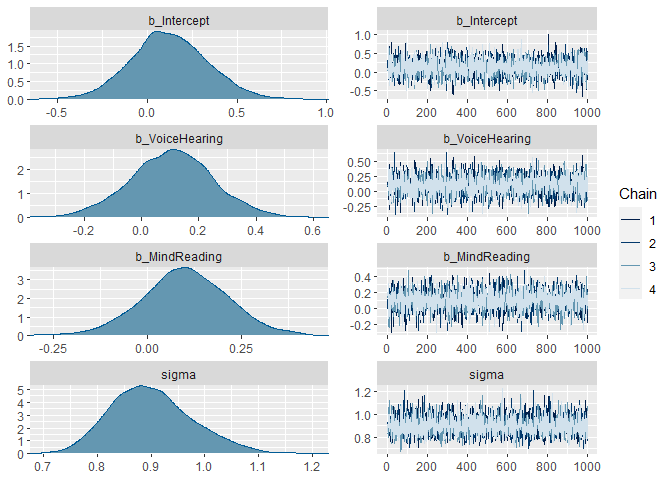 b_Intercept
1.5
1.0
0.5
0.0
-0.5 0.0 0.5 1.0
b_Intercept
1.0
0.5
0.0
-0.5
0 200 400 600 800 1000
b_VoiceHearing
2
1
0
-0.2 0.0 0.2 0.4 0.6
b_VoiceHearing
0.50
0.25
0.00
-0.25
0 200 400 600 800 1000
b_MindReading
3
2
1
0
-0.25 0.00 0.25
b_MindReading
0.4
0.2
0.0
-0.2
0 200 400 600 800 1000
sigma
5
4
3
2
1
0
0.7 0.8 0.9 1.0 1.1 1.2
sigma
1.2
1.0
0.8
0 200 400 600 800 1000
Chain
1
2
3
4